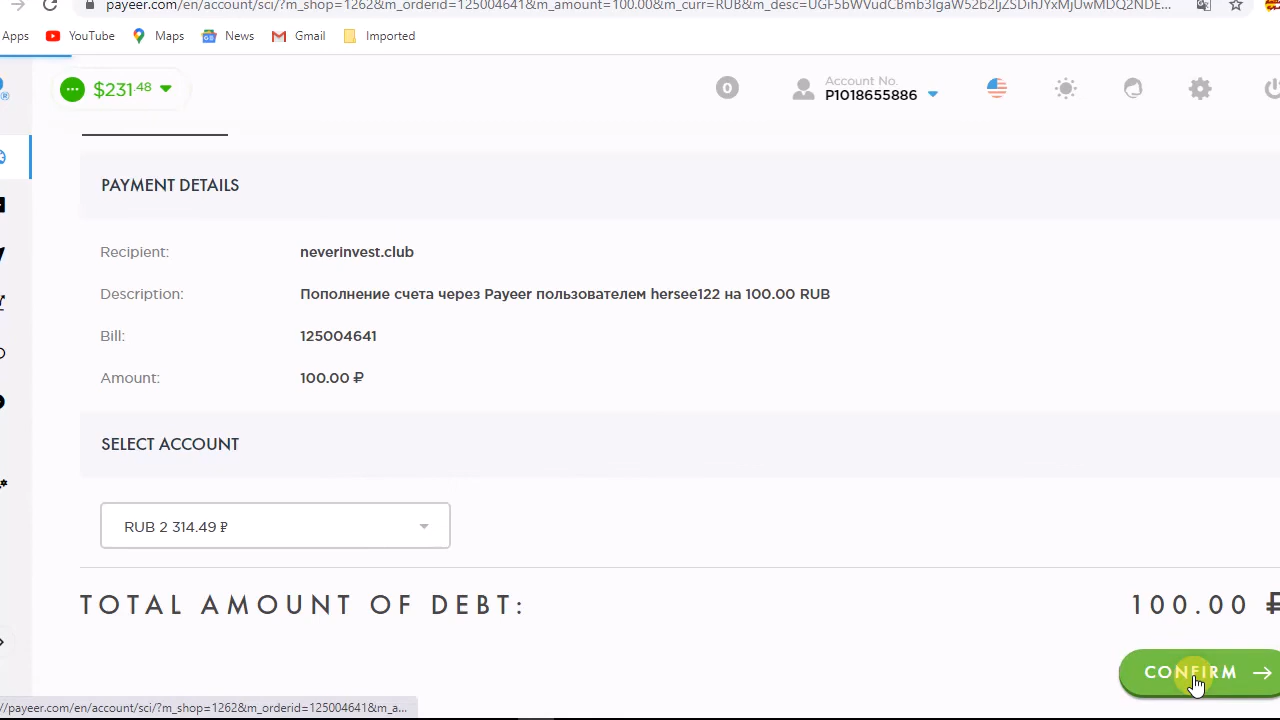 payeer.com/en/account/sci/?m_shop=1262&m_orderid=125004641&m_amount=100.00&m_curr=RUB&m_desc=UGF5bWVudCBmb3IgaW52b2ljZSDihJYxMjUwMDQ2NDE...
Apps YouTube Maps News Gmail Imported
$231.48 0 Account No.
P1018655886
PAYMENT DETAILS
Recipient: neverinvest.club
Description: Пополнение счета через Payeer пользователем hersee122 на 100.00 RUB
Bill: 125004641
Amount: 100.00 ₽
SELECT ACCOUNT
RUB 2 314.49 ₽
TOTAL AMOUNT OF DEBT: 100.00 ₽
CONFIRM
//payeer.com/en/account/sci/?m_shop=1262&m_orderid=125004641&m_a...